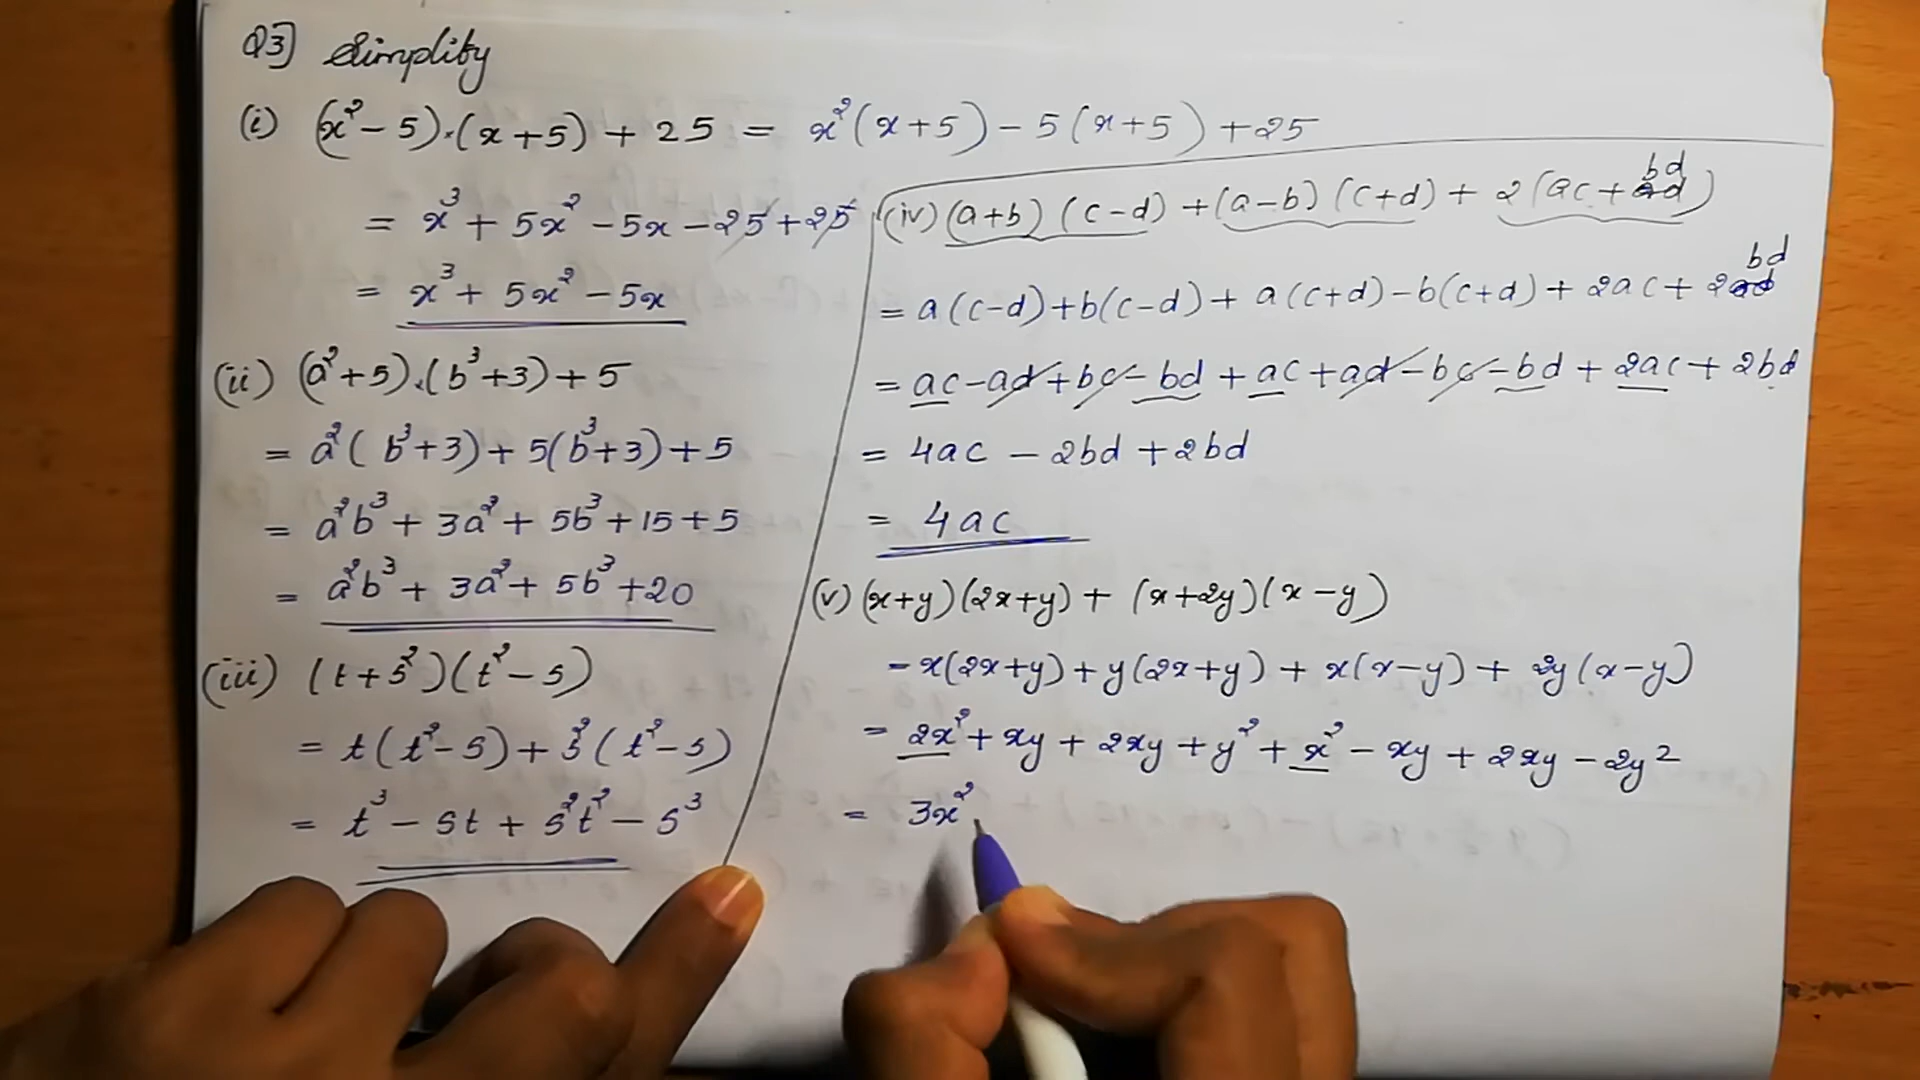 Q3] Simplify
(i) (x² - 5).(x + 5) + 25 = x²(x+5) - 5(x+5) + 25
= x³ + 5x² - 5x - 25 + 25
= x³ + 5x² - 5x
(ii) (a² + 5).(b³ + 3) + 5
= a²(b³+3) + 5(b³+3) + 5
= a²b³ + 3a² + 5b³ + 15 + 5
= a²b³ + 3a² + 5b³ + 20
(iii) (t + s²)(t² - s)
= t(t² - s) + s²(t² - s)
= t³ - st + s²t² - s³
(iv) (a+b)(c-d) + (a-b)(c+d) + 2(ac + bd)
= a(c-d) + b(c-d) + a(c+d) - b(c+d) + 2ac + 2bd
= ac - ad + bc - bd + ac + ad - bc - bd + 2ac + 2bd
= 4ac - 2bd + 2bd
= 4ac
(v) (x+y)(2x+y) + (x+2y)(x-y)
- x(2x+y) + y(2x+y) + x(x-y) + 2y(x-y)
= 2x² + xy + 2xy + y² + x² - xy + 2xy - 2y²
= 3x²